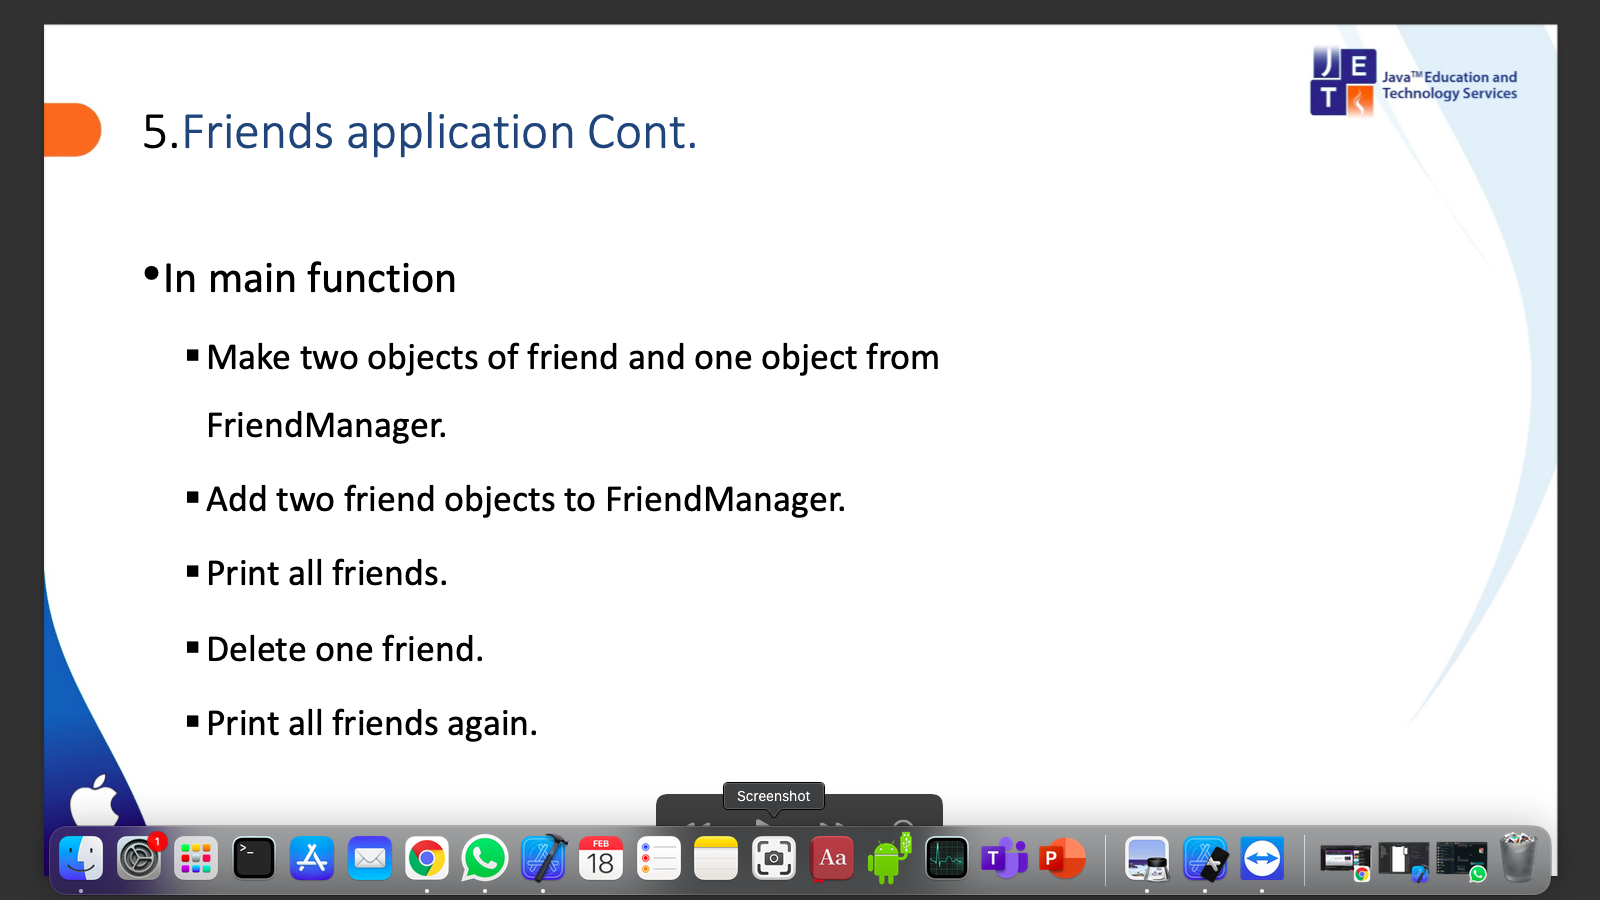 J E
T
Java™ Education and
Technology Services
5.Friends application Cont.
•In main function
▪Make two objects of friend and one object from
FriendManager.
▪Add two friend objects to FriendManager.
▪Print all friends.
▪Delete one friend.
▪Print all friends again.
Screenshot
1
>_
FEB
18
Aa
T
P